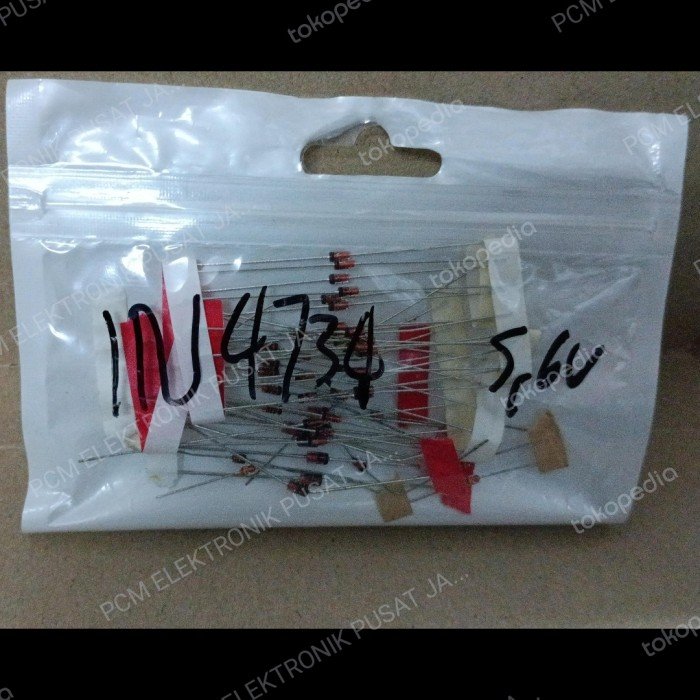 1N4734 5,6V
PCM ELEKTRONIK PUSAT JA...
tokopedia